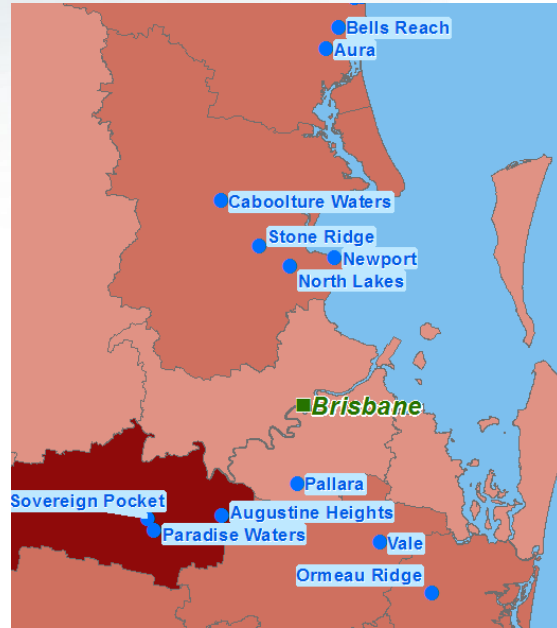 Bells Reach
Aura
Caboolture Waters
Stone Ridge
Newport
North Lakes
Brisbane
Pallara
Sovereign Pocket
Augustine Heights
Paradise Waters
Vale
Ormeau Ridge